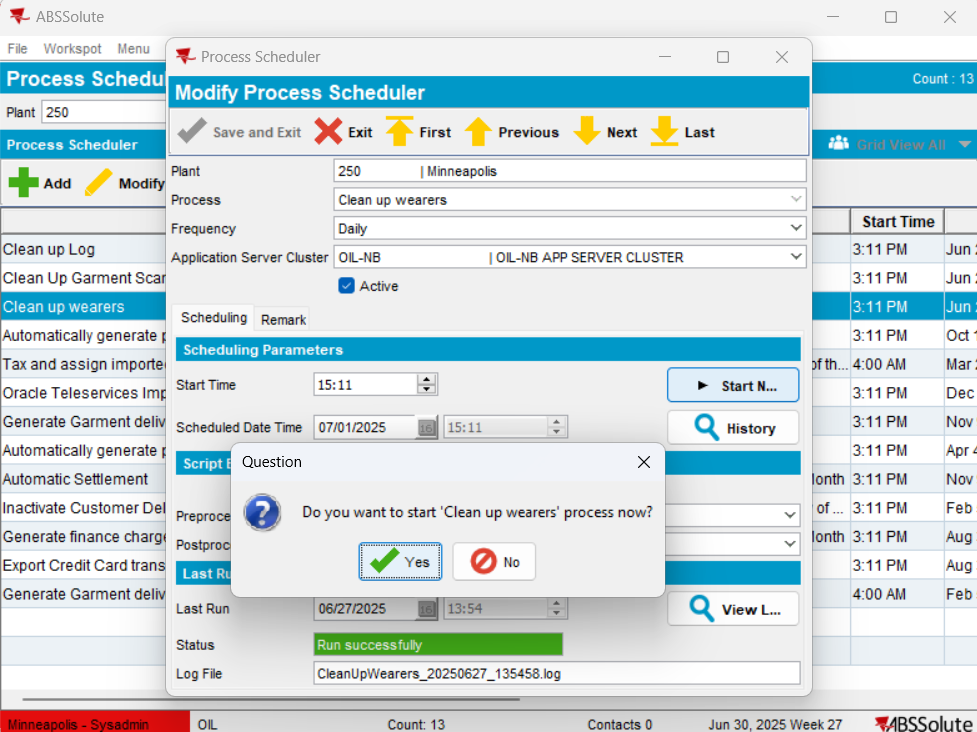 ABSSolute
File Workspot Menu
Process Schedul
Count : 13
Plant 250
Process Scheduler
Grid View All
Add Modify
Start Time
Clean up Log 3:11 PM Jun 2
Clean Up Garment Scan 3:11 PM Jun 2
Clean up wearers 3:11 PM Jun 2
Automatically generate p 3:11 PM Oct 1
Tax and assign importe of th... 4:00 AM Mar 2
Oracle Teleservices Imp 3:11 PM Dec
Generate Garment deliv 3:11 PM Nov
Automatically generate p 3:11 PM Apr 4
Automatic Settlement Month 3:11 PM Nov
Inactivate Customer Del of ... 3:11 PM Feb
Generate finance charge Month 3:11 PM Aug
Export Credit Card trans 3:11 PM Aug
Generate Garment deliv 4:00 AM Feb
Process Scheduler
Modify Process Scheduler
Save and Exit Exit First Previous Next Last
Plant 250 | Minneapolis
Process Clean up wearers
Frequency Daily
Application Server Cluster OIL-NB | OIL-NB APP SERVER CLUSTER
Active
Scheduling Remark
Scheduling Parameters
Start Time 15:11 Start N...
Scheduled Date Time 07/01/2025 16 15:11 History
Script E
Preproce
Postproc
Last Ru
Question
Do you want to start 'Clean up wearers' process now?
Yes No
Last Run 06/27/2025 16 13:54 View L...
Status Run successfully
Log File CleanUpWearers_20250627_135458.log
Minneapolis - Sysadmin OIL Count: 13 Contacts 0 Jun 30, 2025 Week 27 ABSSolute